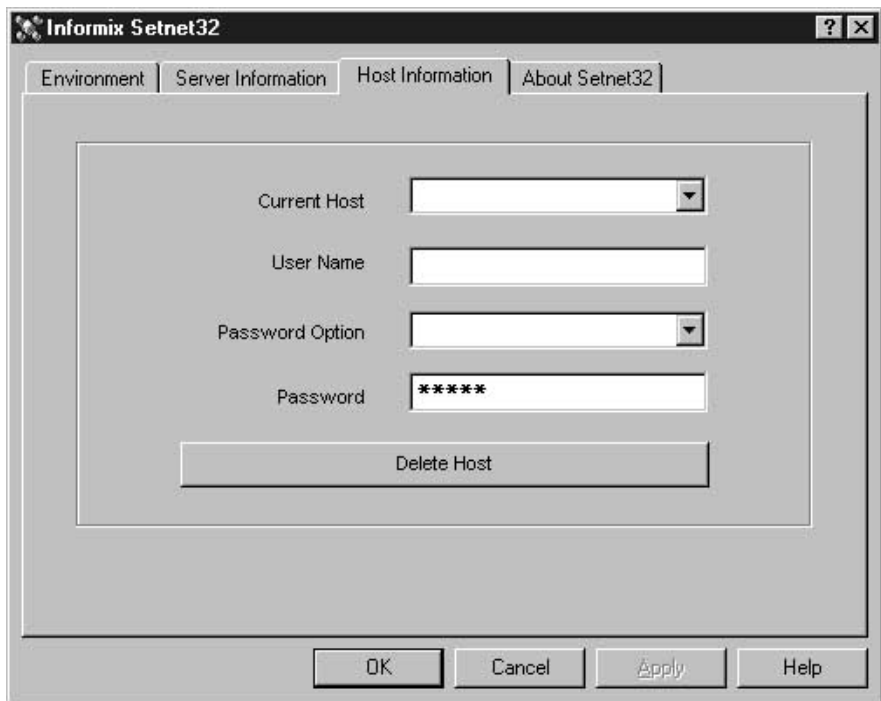 Informix Setnet32
Environment
Server Information
Host Information
About Setnet32
Current Host
User Name
Password Option
Password
*****
Delete Host
OK
Cancel
Apply
Help